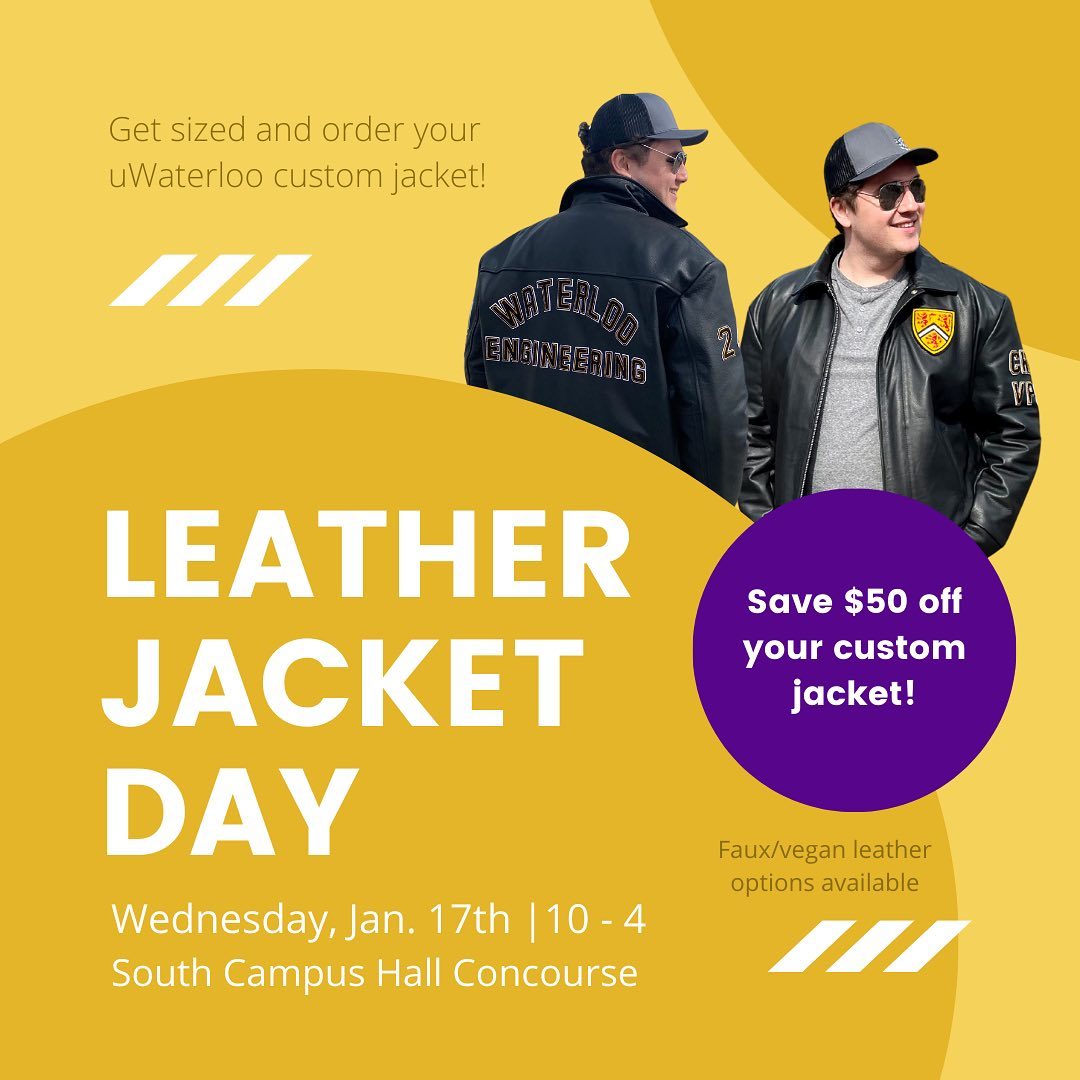 Get sized and order your
uWaterloo custom jacket!
WATERLOO
ENGINEERING
2
LEATHER
JACKET
DAY
Save $50 off
your custom
jacket!
Faux/vegan leather
options available
Wednesday, Jan. 17th |10 - 4
South Campus Hall Concourse